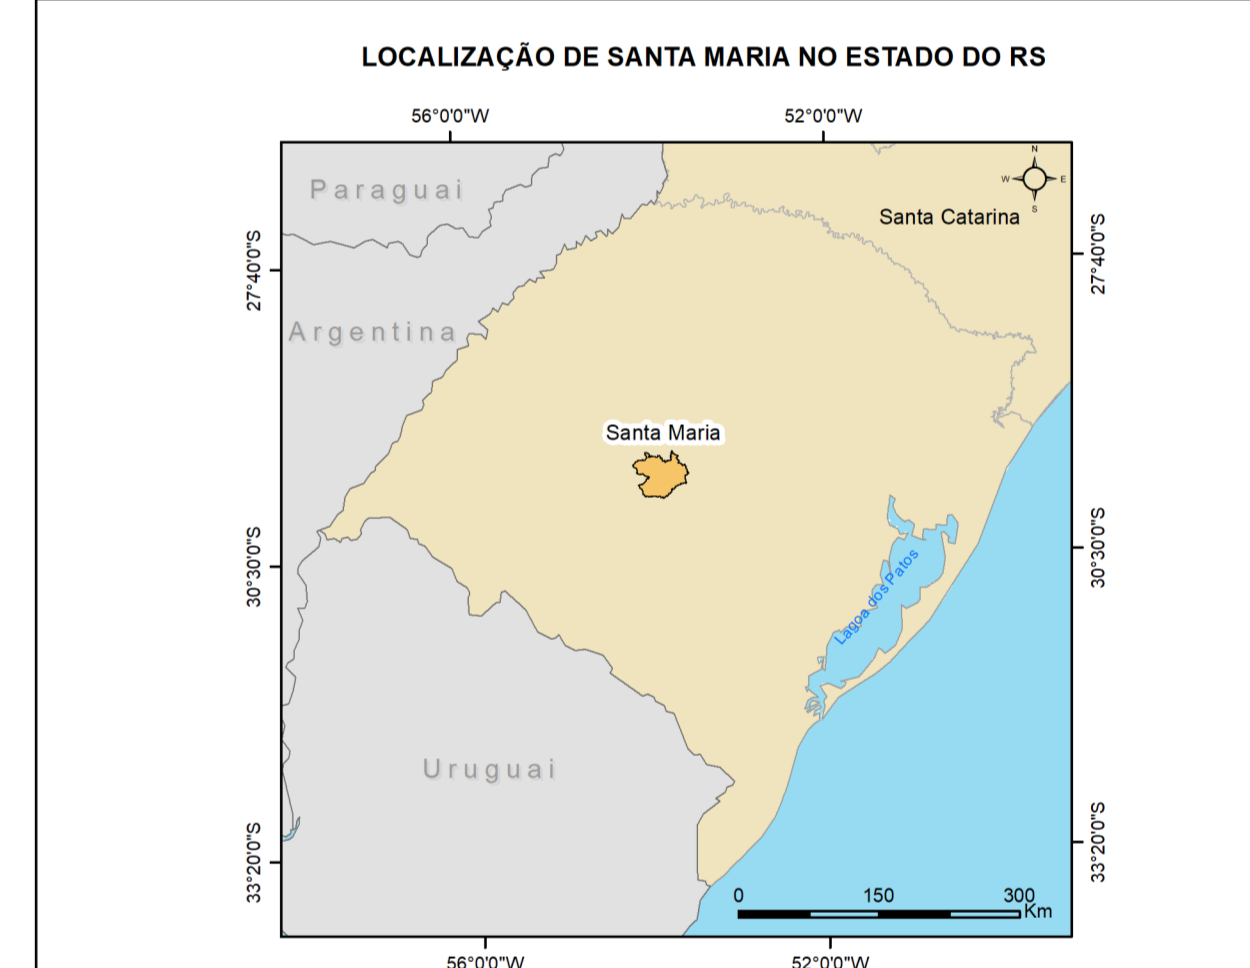 LOCALIZAÇÃO DE SANTA MARIA NO ESTADO DO RS
56°0'0"W
52°0'0"W
N
W
E
S
Paraguai
Santa Catarina
27°40'0"S
27°40'0"S
Argentina
Santa Maria
30°30'0"S
30°30'0"S
Lagoa dos Patos
Uruguai
33°20'0"S
33°20'0"S
0 150 300
Km
56°0'0"W
52°0'0"W